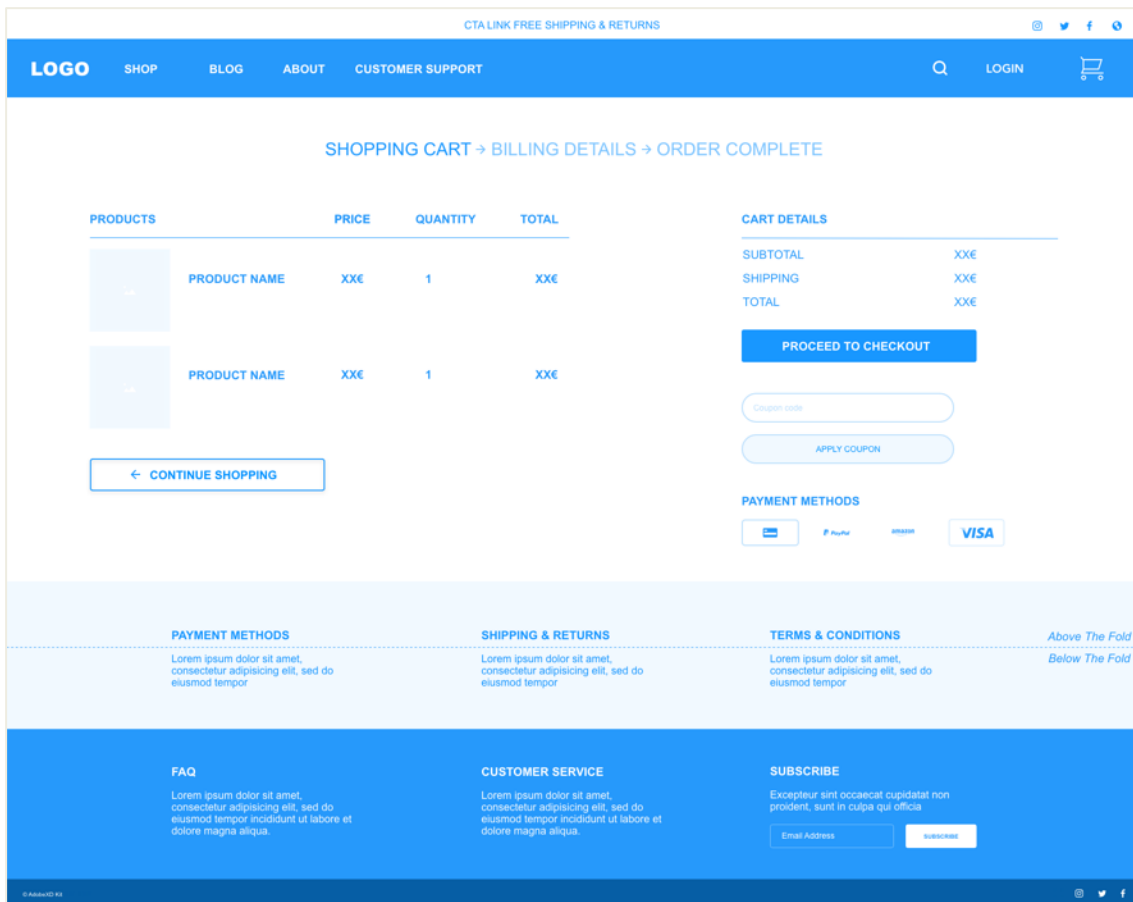 CTA LINK FREE SHIPPING & RETURNS
LOGO SHOP BLOG ABOUT CUSTOMER SUPPORT LOGIN
SHOPPING CART → BILLING DETAILS → ORDER COMPLETE
PRODUCTS PRICE QUANTITY TOTAL
PRODUCT NAME XX€ 1 XX€
PRODUCT NAME XX€ 1 XX€
← CONTINUE SHOPPING
CART DETAILS
SUBTOTAL XX€
SHIPPING XX€
TOTAL XX€
PROCEED TO CHECKOUT
Coupon code
APPLY COUPON
PAYMENT METHODS
PayPal amazon VISA
Above The Fold
Below The Fold
PAYMENT METHODS
Lorem ipsum dolor sit amet,
consectetur adipisicing elit, sed do
eiusmod tempor
SHIPPING & RETURNS
Lorem ipsum dolor sit amet,
consectetur adipisicing elit, sed do
eiusmod tempor
TERMS & CONDITIONS
Lorem ipsum dolor sit amet,
consectetur adipisicing elit, sed do
eiusmod tempor
FAQ
Lorem ipsum dolor sit amet,
consectetur adipisicing elit, sed do
eiusmod tempor incididunt ut labore et
dolore magna aliqua.
CUSTOMER SERVICE
Lorem ipsum dolor sit amet,
consectetur adipisicing elit, sed do
eiusmod tempor incididunt ut labore et
dolore magna aliqua.
SUBSCRIBE
Excepteur sint occaecat cupidatat non
proident, sunt in culpa qui officia
Email Address SUBSCRIBE
© AdobeXD Kit